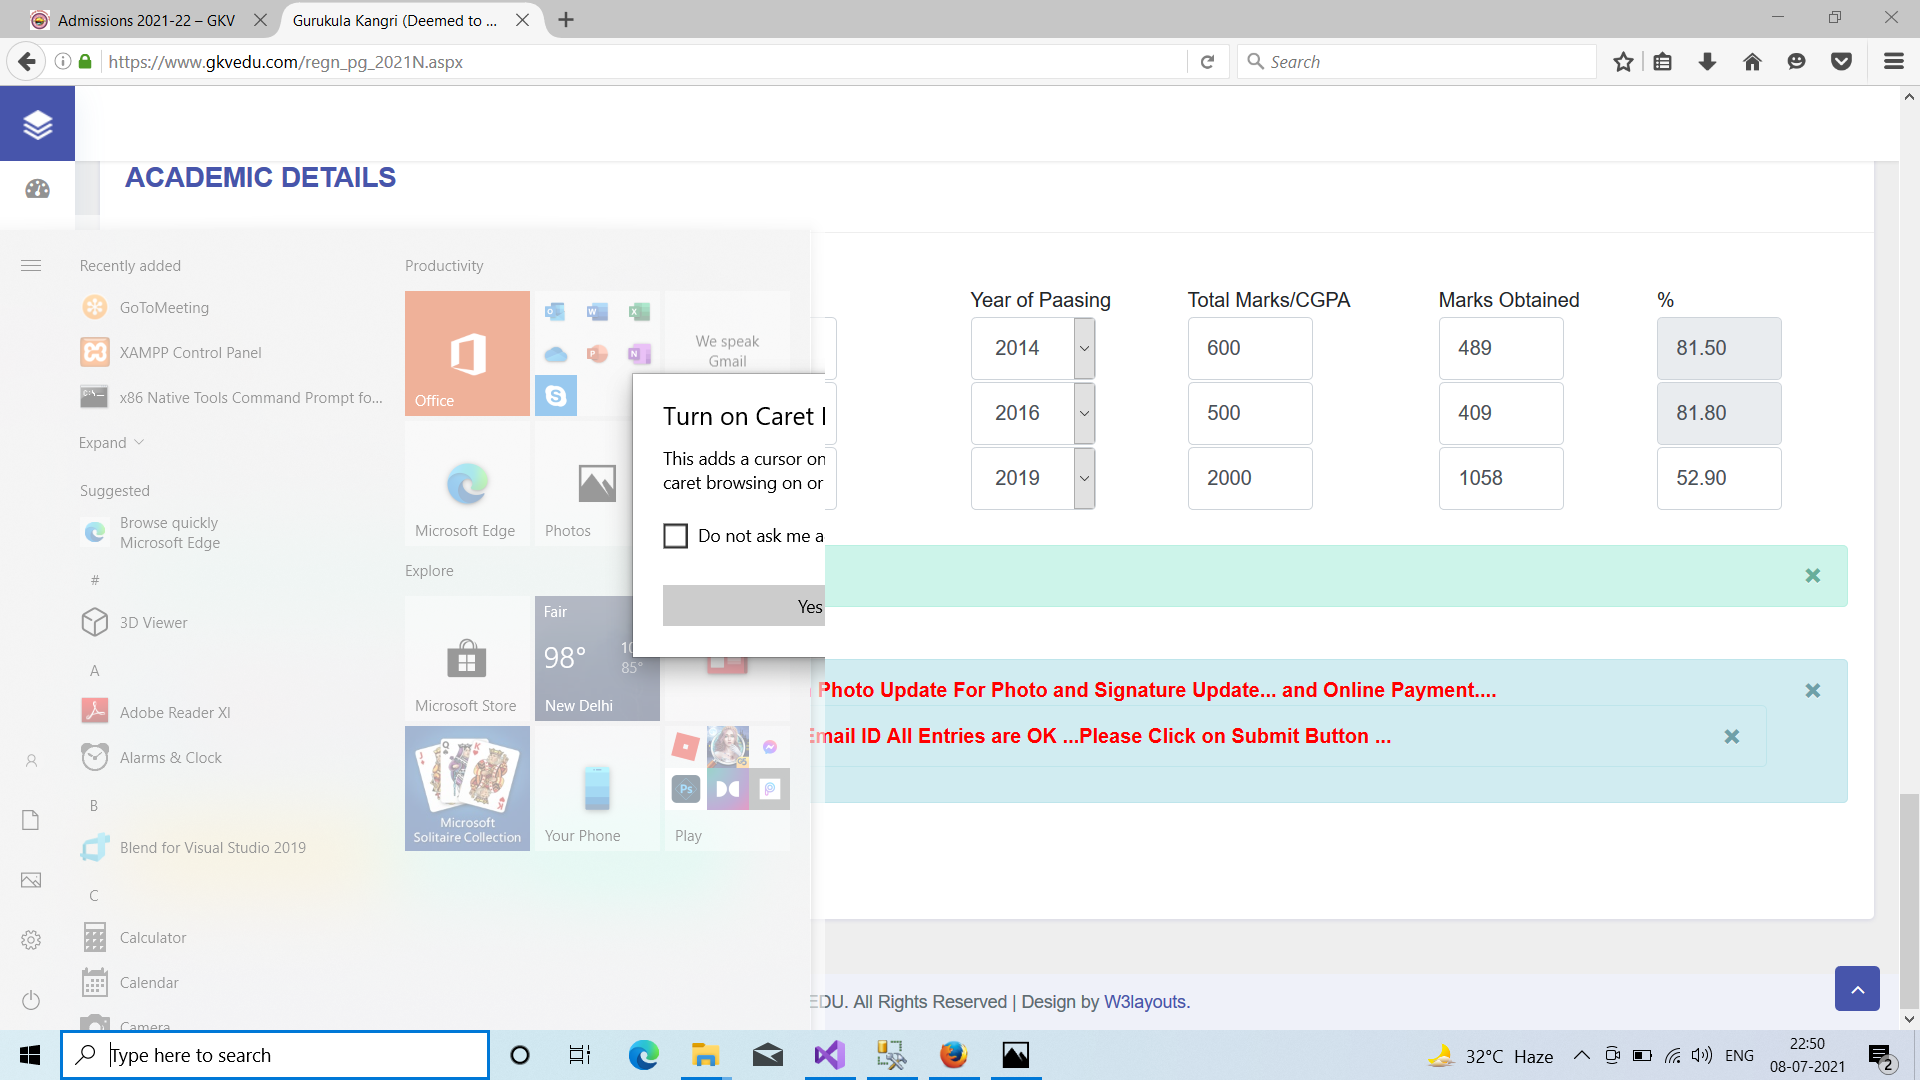 Admissions 2021-22 – GKV
Gurukula Kangri (Deemed to ...
https://www.gkvedu.com/regn_pg_2021N.aspx
Search
ACADEMIC DETAILS
Recently added
GoToMeeting
XAMPP Control Panel
x86 Native Tools Command Prompt fo...
Expand
Suggested
Browse quickly
Microsoft Edge
#
3D Viewer
A
Adobe Reader XI
Alarms & Clock
B
Blend for Visual Studio 2019
C
Calculator
Calendar
Camera
Productivity
Office
We speak
Gmail
Microsoft Edge
Photos
Explore
Microsoft Store
Fair
98°
85°
New Delhi
Microsoft
Solitaire Collection
Your Phone
Ps
Play
Turn on Caret
This adds a cursor on
caret browsing on or
Do not ask me a
Yes
Year of Paasing Total Marks/CGPA Marks Obtained %
2014 600 489 81.50
2016 500 409 81.80
2019 2000 1058 52.90
Photo Update For Photo and Signature Update... and Online Payment....
Email ID All Entries are OK ...Please Click on Submit Button ...
EDU. All Rights Reserved | Design by W3layouts.
Type here to search
32°C Haze
ENG
22:50
08-07-2021
2